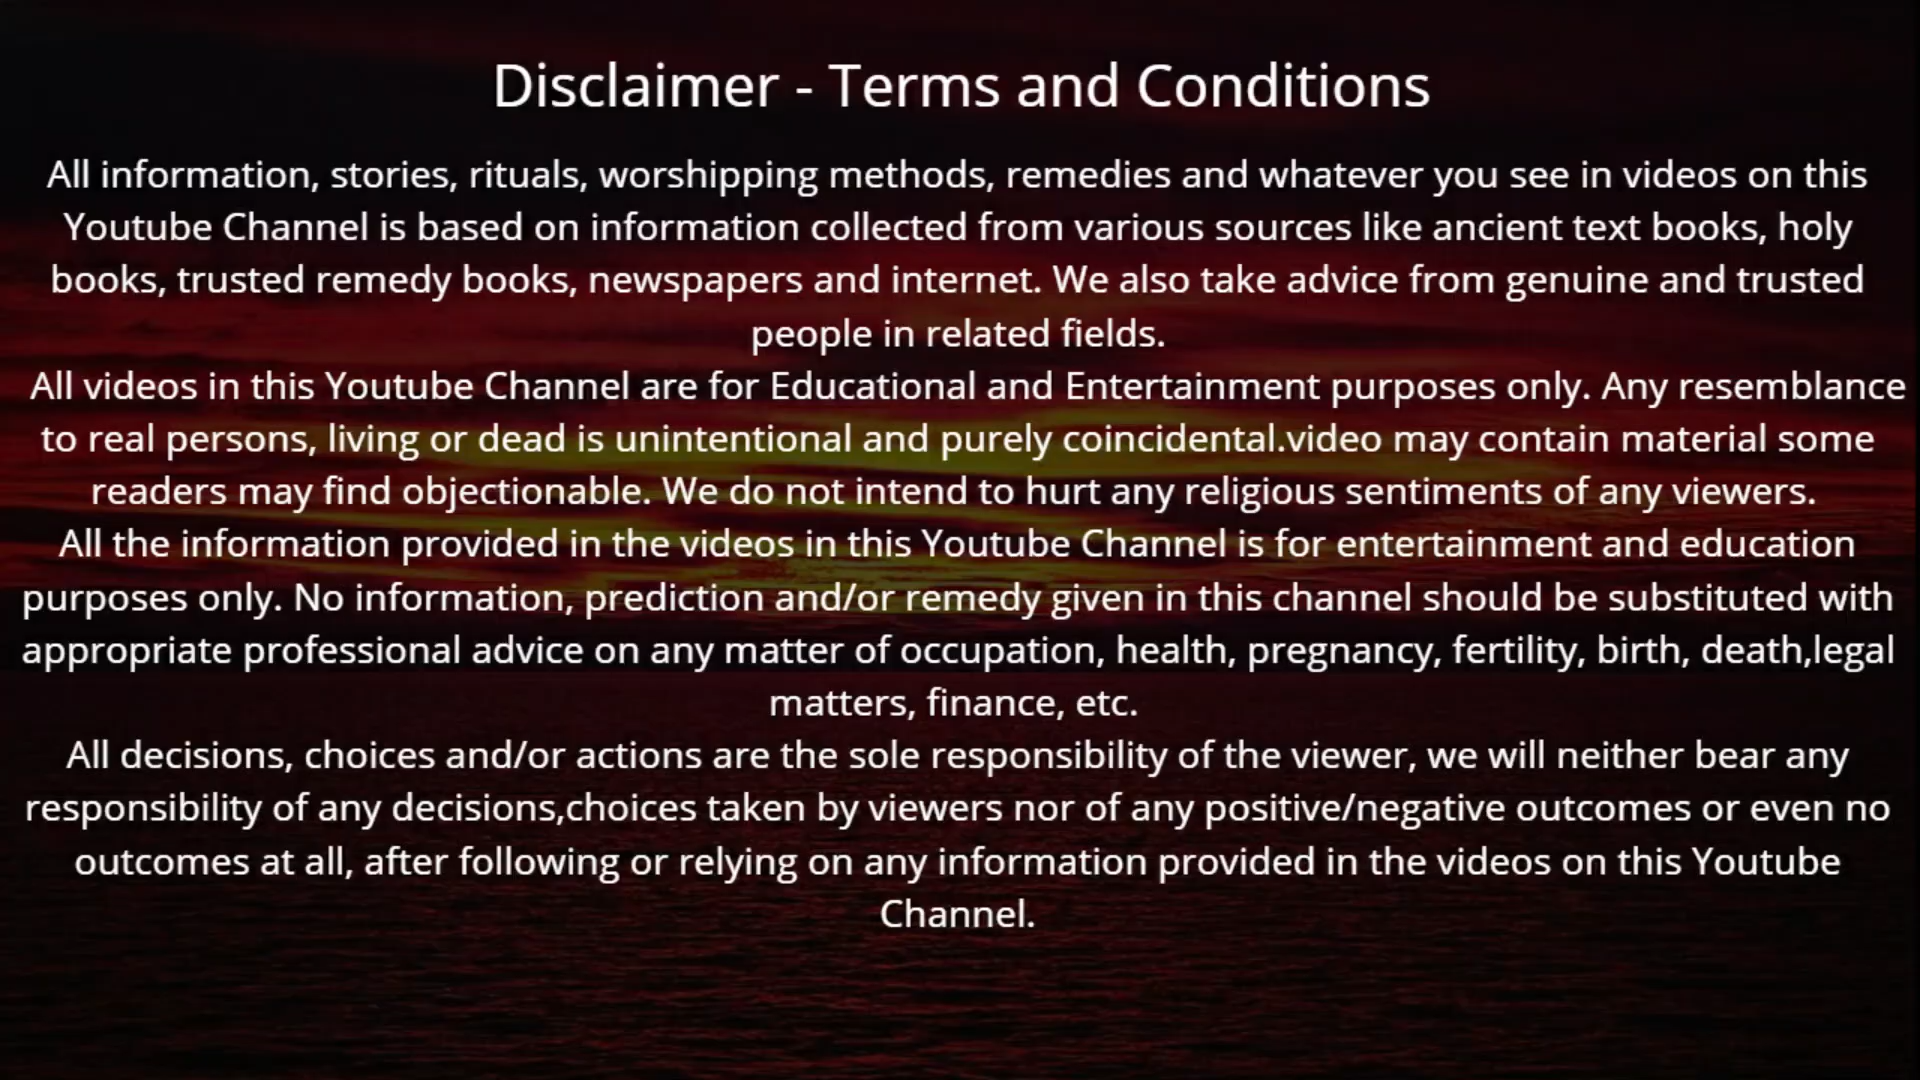 Disclaimer - Terms and Conditions
All information, stories, rituals, worshipping methods, remedies and whatever you see in videos on this
Youtube Channel is based on information collected from various sources like ancient text books, holy
books, trusted remedy books, newspapers and internet. We also take advice from genuine and trusted
people in related fields.
All videos in this Youtube Channel are for Educational and Entertainment purposes only. Any resemblance
to real persons, living or dead is unintentional and purely coincidental.video may contain material some
readers may find objectionable. We do not intend to hurt any religious sentiments of any viewers.
All the information provided in the videos in this Youtube Channel is for entertainment and education
purposes only. No information, prediction and/or remedy given in this channel should be substituted with
appropriate professional advice on any matter of occupation, health, pregnancy, fertility, birth, death,legal
matters, finance, etc.
All decisions, choices and/or actions are the sole responsibility of the viewer, we will neither bear any
responsibility of any decisions,choices taken by viewers nor of any positive/negative outcomes or even no
outcomes at all, after following or relying on any information provided in the videos on this Youtube
Channel.